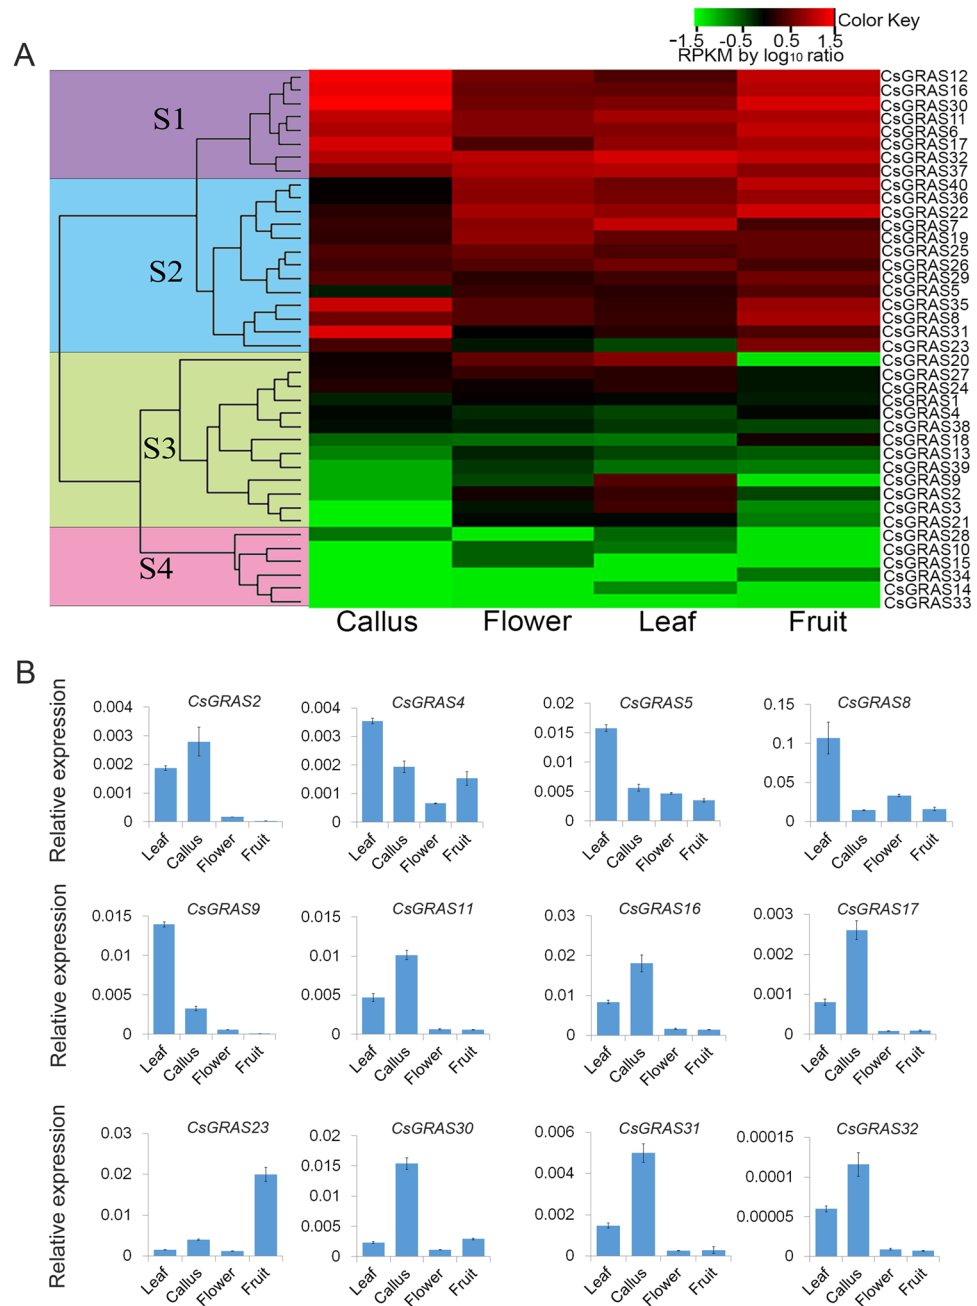 A
-1.5 -0.5 0.5 1.5 Color Key
RPKM by log10 ratio
S1
S2
S3
S4
CsGRAS12
CsGRAS16
CsGRAS30
CsGRAS11
CsGRAS6
CsGRAS17
CsGRAS32
CsGRAS37
CsGRAS40
CsGRAS36
CsGRAS22
CsGRAS7
CsGRAS19
CsGRAS25
CsGRAS26
CsGRAS29
CsGRAS5
CsGRAS35
CsGRAS8
CsGRAS31
CsGRAS23
CsGRAS20
CsGRAS27
CsGRAS24
CsGRAS1
CsGRAS4
CsGRAS38
CsGRAS18
CsGRAS13
CsGRAS39
CsGRAS9
CsGRAS2
CsGRAS3
CsGRAS21
CsGRAS28
CsGRAS10
CsGRAS15
CsGRAS34
CsGRAS14
CsGRAS33
Callus Flower Leaf Fruit
B
Relative expression
CsGRAS2
0.004
0.003
0.002
0.001
0
Leaf Callus Flower Fruit
CsGRAS4
0.004
0.003
0.002
0.001
0
Leaf Callus Flower Fruit
CsGRAS5
0.02
0.015
0.01
0.005
0
Leaf Callus Flower Fruit
CsGRAS8
0.15
0.1
0.05
0
Leaf Callus Flower Fruit
Relative expression
CsGRAS9
0.015
0.01
0.005
0
Leaf Callus Flower Fruit
CsGRAS11
0.015
0.01
0.005
0
Leaf Callus Flower Fruit
CsGRAS16
0.03
0.02
0.01
0
Leaf Callus Flower Fruit
CsGRAS17
0.003
0.002
0.001
0
Leaf Callus Flower Fruit
Relative expression
CsGRAS23
0.03
0.02
0.01
0
Leaf Callus Flower Fruit
CsGRAS30
0.02
0.015
0.01
0.005
0
Leaf Callus Flower Fruit
CsGRAS31
0.006
0.004
0.002
0
Leaf Callus Flower Fruit
CsGRAS32
0.00015
0.0001
0.00005
0
Leaf Callus Flower Fruit